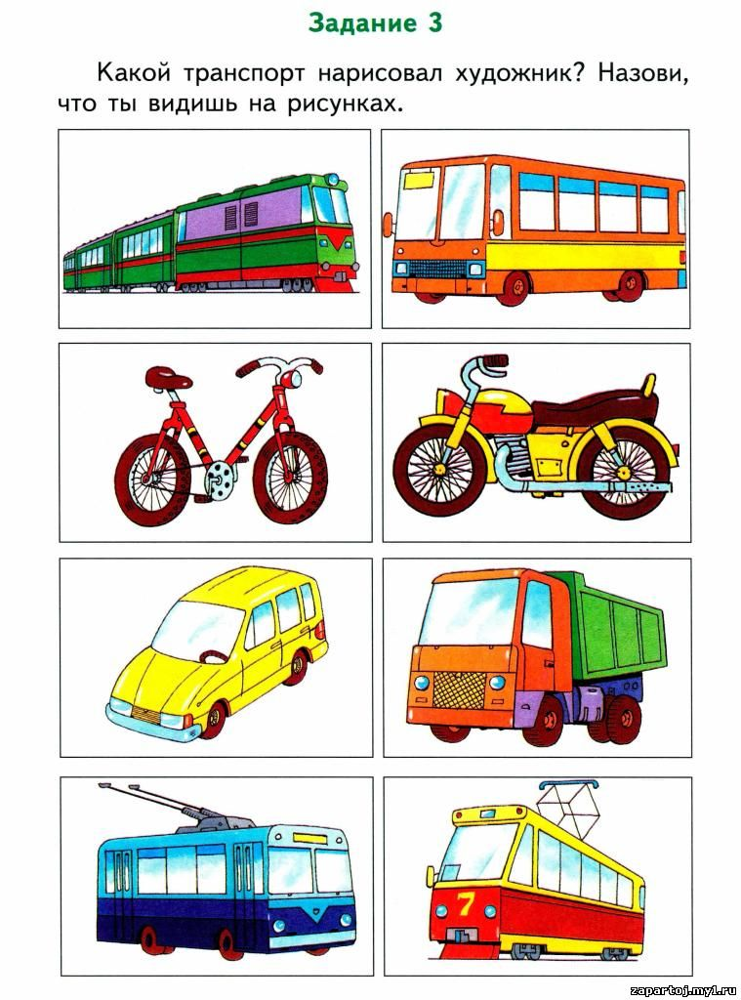 Задание 3
Какой транспорт нарисовал художник? Назови,
что ты видишь на рисунках.
7
zapartoj.my1.ru